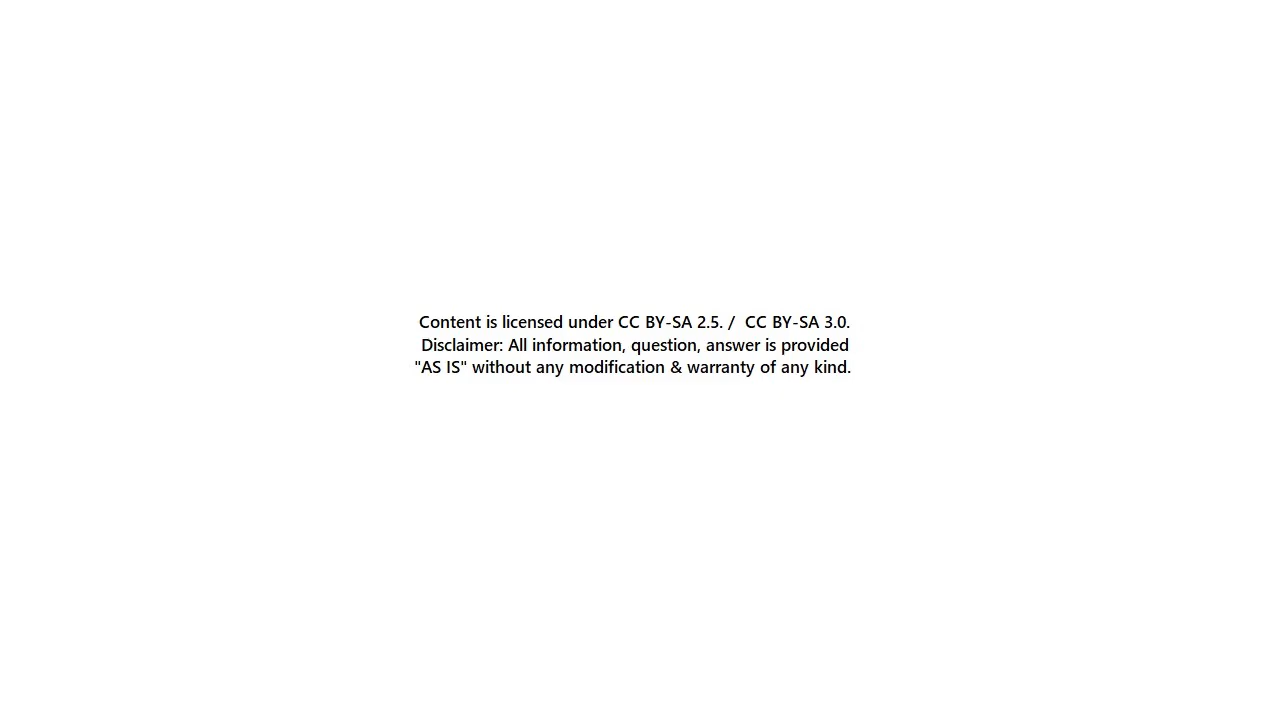 Content is licensed under CC BY-SA 2.5. /  CC BY-SA 3.0.
Disclaimer: All information, question, answer is provided
"AS IS" without any modification & warranty of any kind.